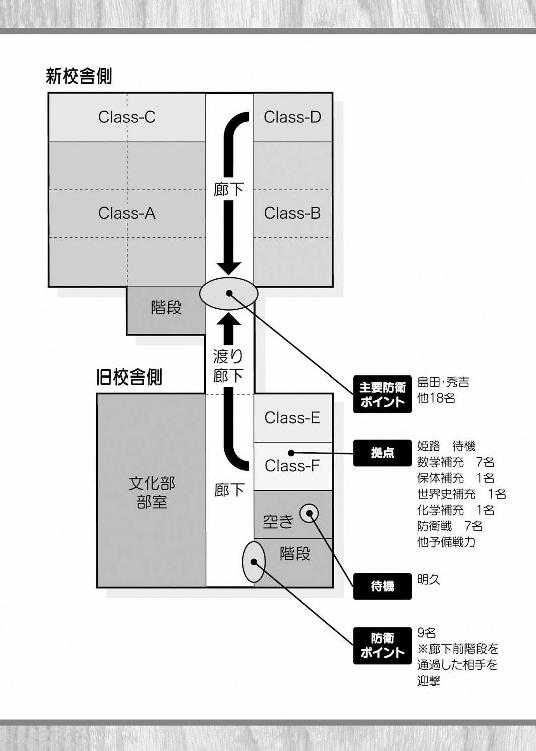 新校舎側
Class-C
Class-D
廊下
Class-A
Class-B
階段
渡り
廊下
旧校舎側
主要防衛
ポイント
島田・秀吉
他18名
Class-E
Class-F
拠点
姫路　待機
数学補充　7名
保体補充　1名
世界史補充　1名
化学補充　1名
防衛戦　7名
他予備戦力
文化部
部室
廊下
空き
階段
待機
明久
防衛
ポイント
9名
※廊下前階段を
通過した相手を
迎撃